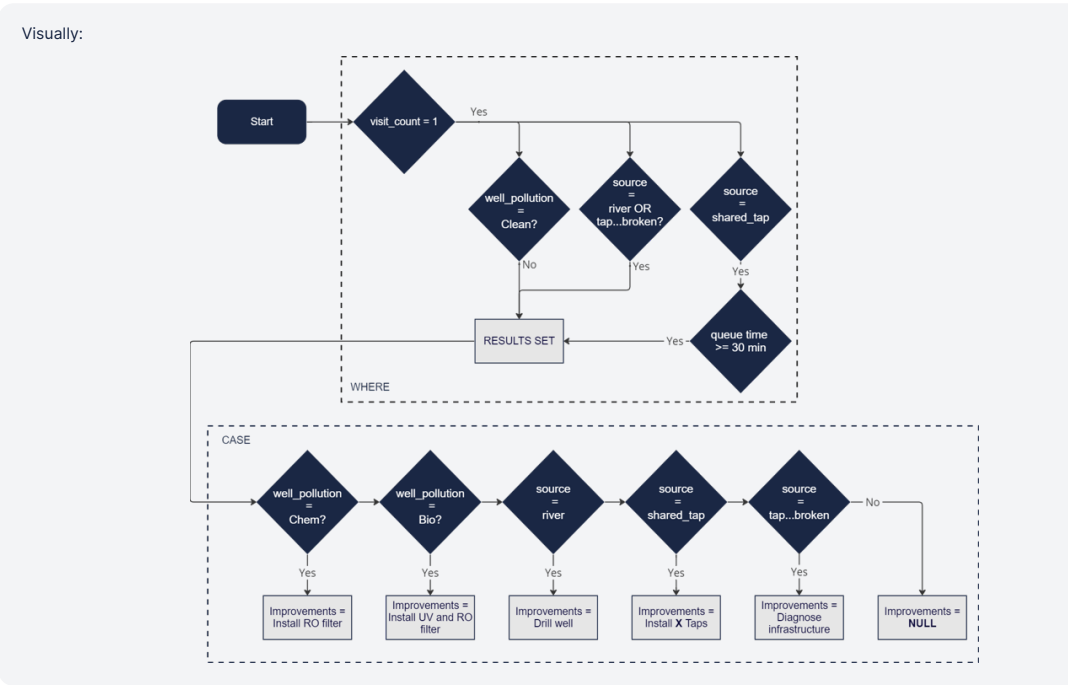 Visually:
Start
visit_count = 1
Yes
well_pollution
=
Clean?
source
=
river OR
tap...broken?
source
=
shared_tap
No
Yes
Yes
RESULTS SET
Yes
queue time
>= 30 min
WHERE
CASE
well_pollution
=
Chem?
well_pollution
=
Bio?
source
=
river
source
=
shared_tap
source
=
tap...broken
No
Yes
Yes
Yes
Yes
Yes
Improvements =
Install RO filter
Improvements =
Install UV and RO
filter
Improvements =
Drill well
Improvements =
Install X Taps
Improvements =
Diagnose
infrastructure
Improvements =
NULL